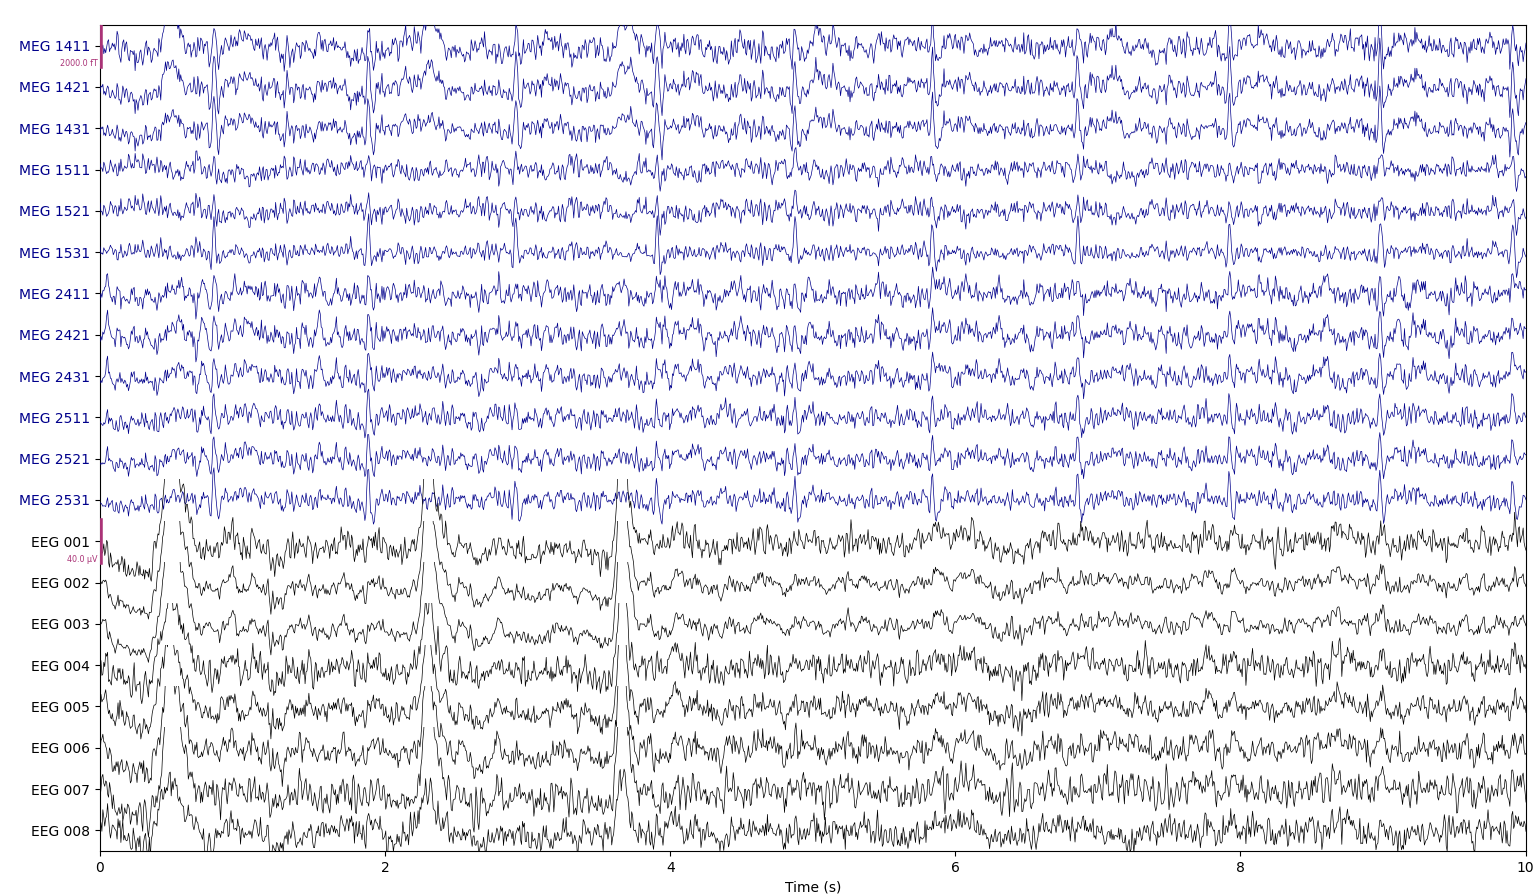 MEG 1411
2000.0 fT
MEG 1421
MEG 1431
MEG 1511
MEG 1521
MEG 1531
MEG 2411
MEG 2421
MEG 2431
MEG 2511
MEG 2521
MEG 2531
EEG 001
40.0 µV
EEG 002
EEG 003
EEG 004
EEG 005
EEG 006
EEG 007
EEG 008
0 2 4 6 8 10
Time (s)